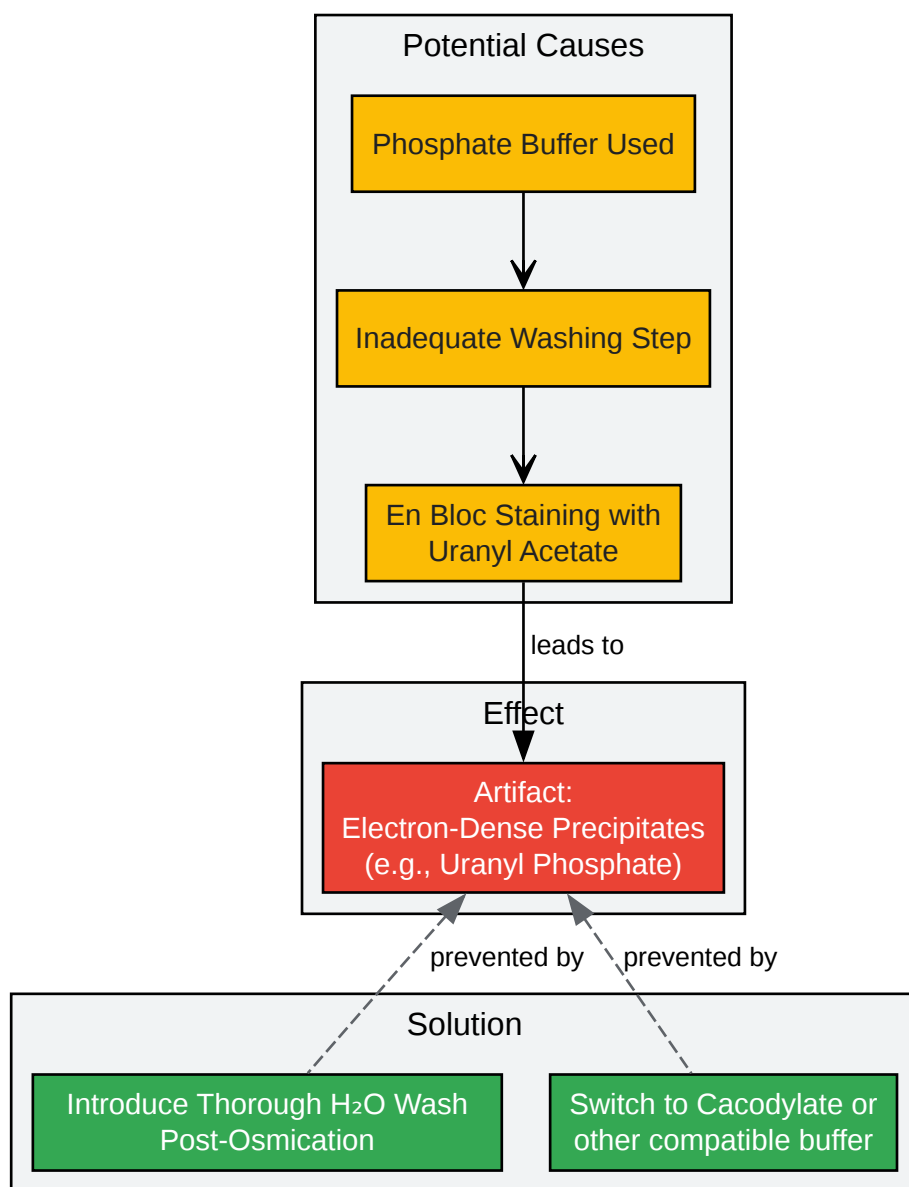 Potential Causes
Phosphate Buffer Used
Inadequate Washing Step
En Bloc Staining with
Uranyl Acetate
leads to
Effect
Artifact:
Electron-Dense Precipitates
(e.g., Uranyl Phosphate)
prevented by
prevented by
Solution
Introduce Thorough H₂O Wash
Post-Osmication
Switch to Cacodylate or
other compatible buffer